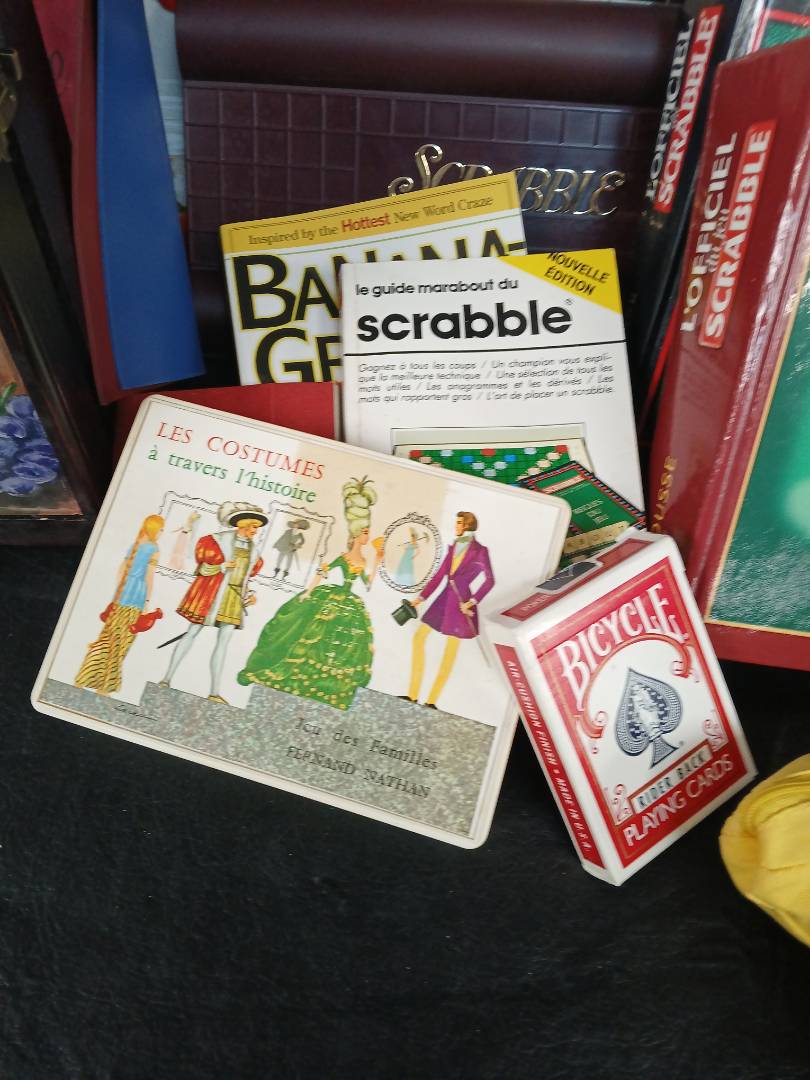 SCRABBLE
Inspired by the Hottest New Word Craze
BANANA-
GR
NOUVELLE
ÉDITION
le guide marabout du
scrabble®
Gagnez à tous les coups / Un champion vous expli-
que la meilleure technique / Une sélection de tous les
mots utiles / Les anagrammes et les dérivés / Les
mots qui rapportent gros / L'art de placer un scrabble.
L'OFFICIEL
SCRABBLE
L'OFFICIEL
du jeu
SCRABBLE
OUSSE
LES COSTUMES
à travers l'histoire
Jeu des Familles
FERNAND NATHAN
BICYCLE
RIDER BACK
PLAYING CARDS
AIR-CUSHION FINISH • MADE IN U.S.A.